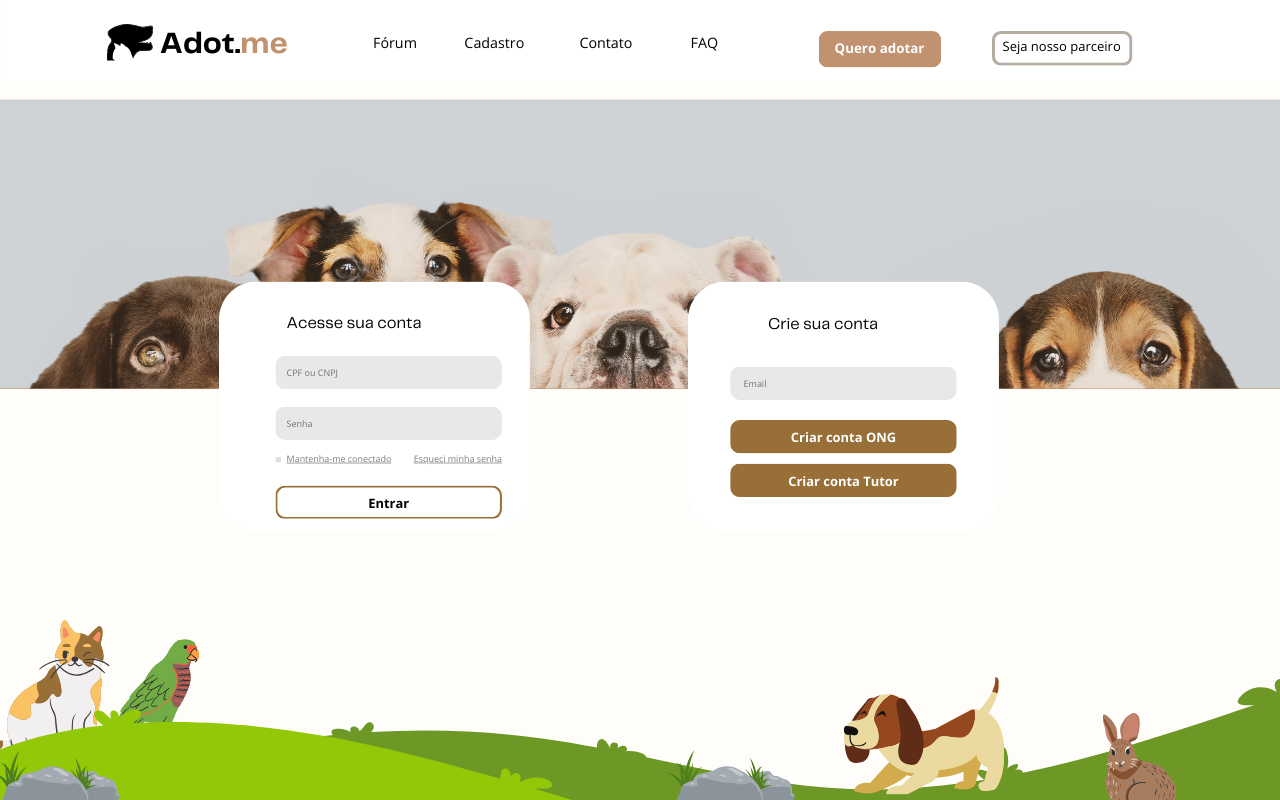 Adot.me
Fórum
Cadastro
Contato
FAQ
Quero adotar
Seja nosso parceiro
Acesse sua conta
CPF ou CNPJ
Senha
Mantenha-me conectado
Esqueci minha senha
Entrar
Crie sua conta
Email
Criar conta ONG
Criar conta Tutor